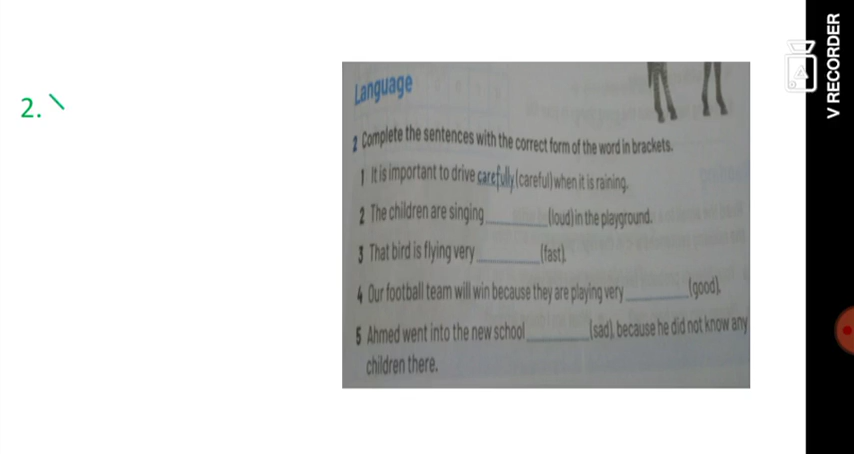 2.
Language
2 Complete the sentences with the correct form of the word in brackets.
1 It is important to drive carefully (careful) when it is raining.
2 The children are singing ________ (loud) in the playground.
3 That bird is flying very ________ (fast).
4 Our football team will win because they are playing very ________ (good).
5 Ahmed went into the new school ________ (sad), because he did not know any
children there.
V RECORDER